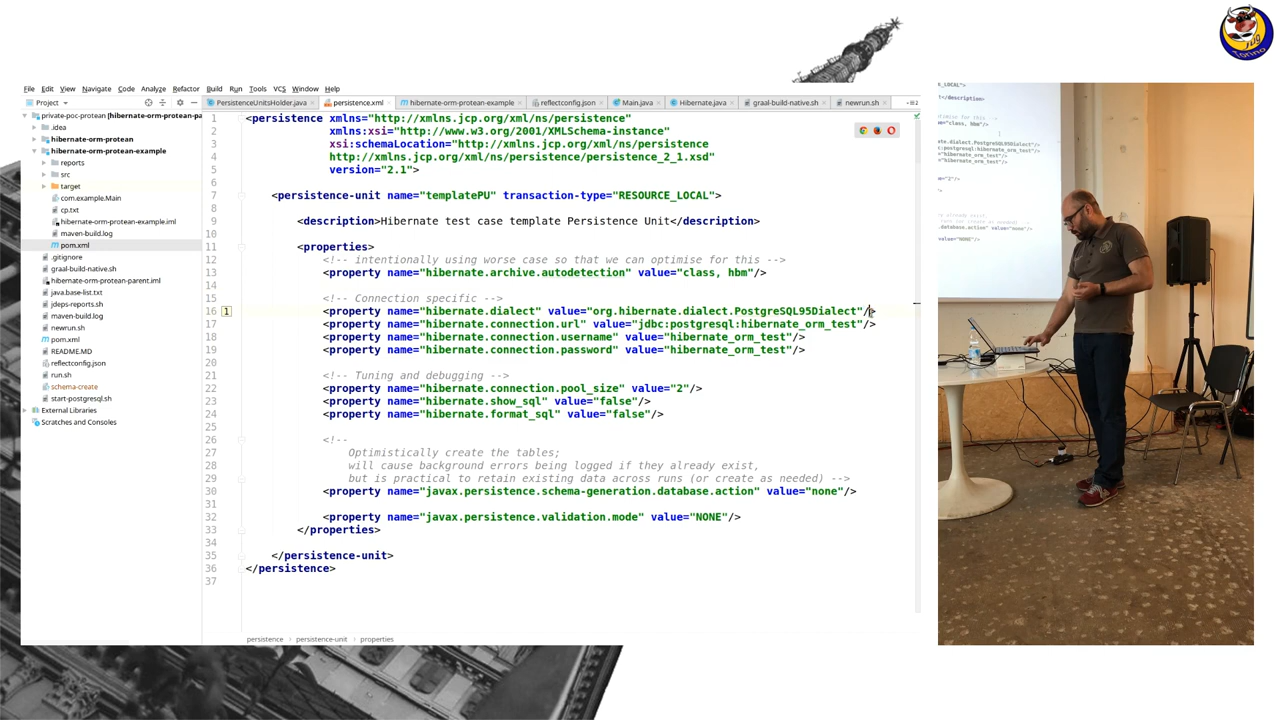 File Edit View Navigate Code Analyze Refactor Build Run Tools VCS Window Help
Project
PersistenceUnitsHolder.java
persistence.xml
hibernate-orm-protean-example
reflectconfig.json
Main.java
Hibernate.java
graal-build-native.sh
newrun.sh
private-poc-protean [hibernate-orm-protean-pa
.idea
hibernate-orm-protean
hibernate-orm-protean-example
reports
src
target
com.example.Main
cp.txt
hibernate-orm-protean-example.iml
maven-build.log
pom.xml
.gitignore
graal-build-native.sh
hibernate-orm-protean-parent.iml
java.base-list.txt
jdeps-reports.sh
maven-build.log
newrun.sh
pom.xml
README.MD
reflectconfig.json
run.sh
schema-create
start-postgresql.sh
External Libraries
Scratches and Consoles
1 <persistence xmlns="http://xmlns.jcp.org/xml/ns/persistence"
2 xmlns:xsi="http://www.w3.org/2001/XMLSchema-instance"
3 xsi:schemaLocation="http://xmlns.jcp.org/xml/ns/persistence
4 http://xmlns.jcp.org/xml/ns/persistence/persistence_2_1.xsd"
5 version="2.1">
6
7 <persistence-unit name="templatePU" transaction-type="RESOURCE_LOCAL">
8
9 <description>Hibernate test case template Persistence Unit</description>
10
11 <properties>
12 <!-- intentionally using worse case so that we can optimise for this -->
13 <property name="hibernate.archive.autodetection" value="class, hbm"/>
14
15 <!-- Connection specific -->
16 <property name="hibernate.dialect" value="org.hibernate.dialect.PostgreSQL95Dialect"/>
17 <property name="hibernate.connection.url" value="jdbc:postgresql:hibernate_orm_test"/>
18 <property name="hibernate.connection.username" value="hibernate_orm_test"/>
19 <property name="hibernate.connection.password" value="hibernate_orm_test"/>
20
21 <!-- Tuning and debugging -->
22 <property name="hibernate.connection.pool_size" value="2"/>
23 <property name="hibernate.show_sql" value="false"/>
24 <property name="hibernate.format_sql" value="false"/>
25
26 <!--
27 Optimistically create the tables;
28 will cause background errors being logged if they already exist,
29 but is practical to retain existing data across runs (or create as needed) -->
30 <property name="javax.persistence.schema-generation.database.action" value="none"/>
31
32 <property name="javax.persistence.validation.mode" value="NONE"/>
33 </properties>
34
35 </persistence-unit>
36 </persistence>
37
persistence › persistence-unit › properties